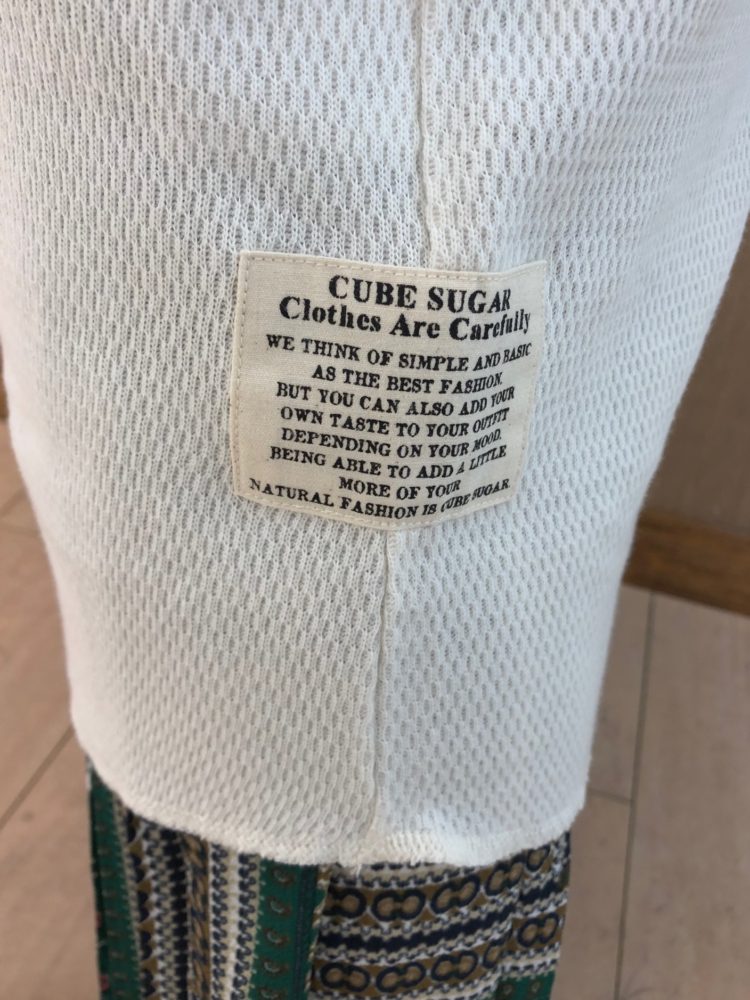 CUBE SUGAR
Clothes Are Carefully
WE THINK OF SIMPLE AND BASIC
AS THE BEST FASHION.
BUT YOU CAN ALSO ADD YOUR
OWN TASTE TO YOUR OUTFIT
DEPENDING ON YOUR MOOD.
BEING ABLE TO ADD A LITTLE
MORE OF YOUR
NATURAL FASHION IS CUBE SUGAR